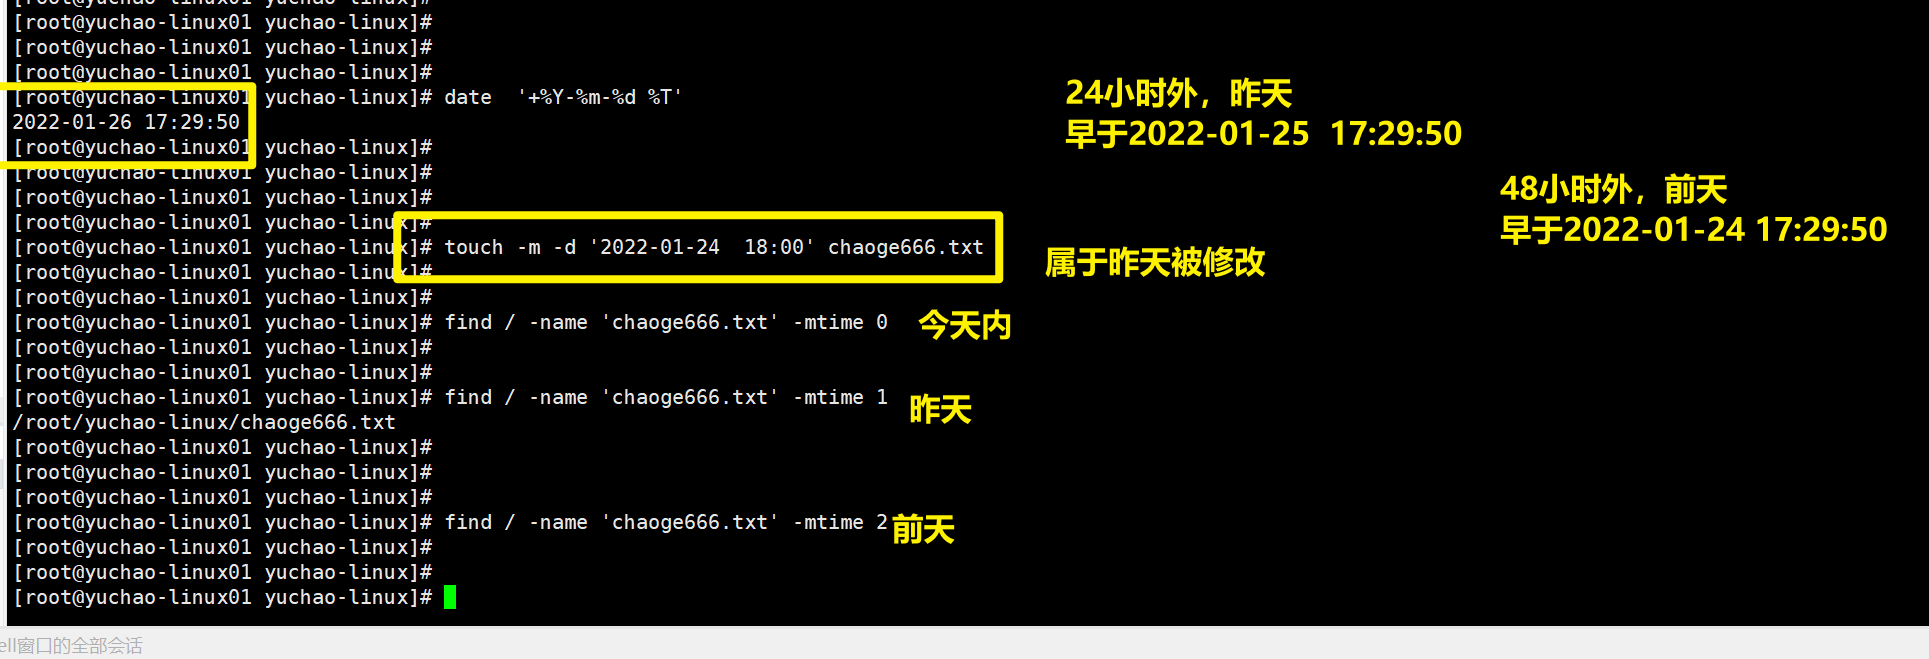 [root@yuchao-linux01 yuchao-linux]#
[root@yuchao-linux01 yuchao-linux]#
[root@yuchao-linux01 yuchao-linux]#
[root@yuchao-linux01 yuchao-linux]#
[root@yuchao-linux01 yuchao-linux]# date  '+%Y-%m-%d %T'
2022-01-26 17:29:50
[root@yuchao-linux01 yuchao-linux]#
[root@yuchao-linux01 yuchao-linux]#
[root@yuchao-linux01 yuchao-linux]#
[root@yuchao-linux01 yuchao-linux]#
[root@yuchao-linux01 yuchao-linux]# touch -m -d '2022-01-24  18:00' chaoge666.txt
[root@yuchao-linux01 yuchao-linux]#
[root@yuchao-linux01 yuchao-linux]#
[root@yuchao-linux01 yuchao-linux]# find / -name 'chaoge666.txt' -mtime 0
[root@yuchao-linux01 yuchao-linux]#
[root@yuchao-linux01 yuchao-linux]#
[root@yuchao-linux01 yuchao-linux]# find / -name 'chaoge666.txt' -mtime 1
/root/yuchao-linux/chaoge666.txt
[root@yuchao-linux01 yuchao-linux]#
[root@yuchao-linux01 yuchao-linux]#
[root@yuchao-linux01 yuchao-linux]#
[root@yuchao-linux01 yuchao-linux]# find / -name 'chaoge666.txt' -mtime 2
[root@yuchao-linux01 yuchao-linux]#
[root@yuchao-linux01 yuchao-linux]#
[root@yuchao-linux01 yuchao-linux]#
24小时外，昨天
早于2022-01-25  17:29:50
48小时外，前天
早于2022-01-24 17:29:50
属于昨天被修改
今天内
昨天
前天
ell窗口的全部会话